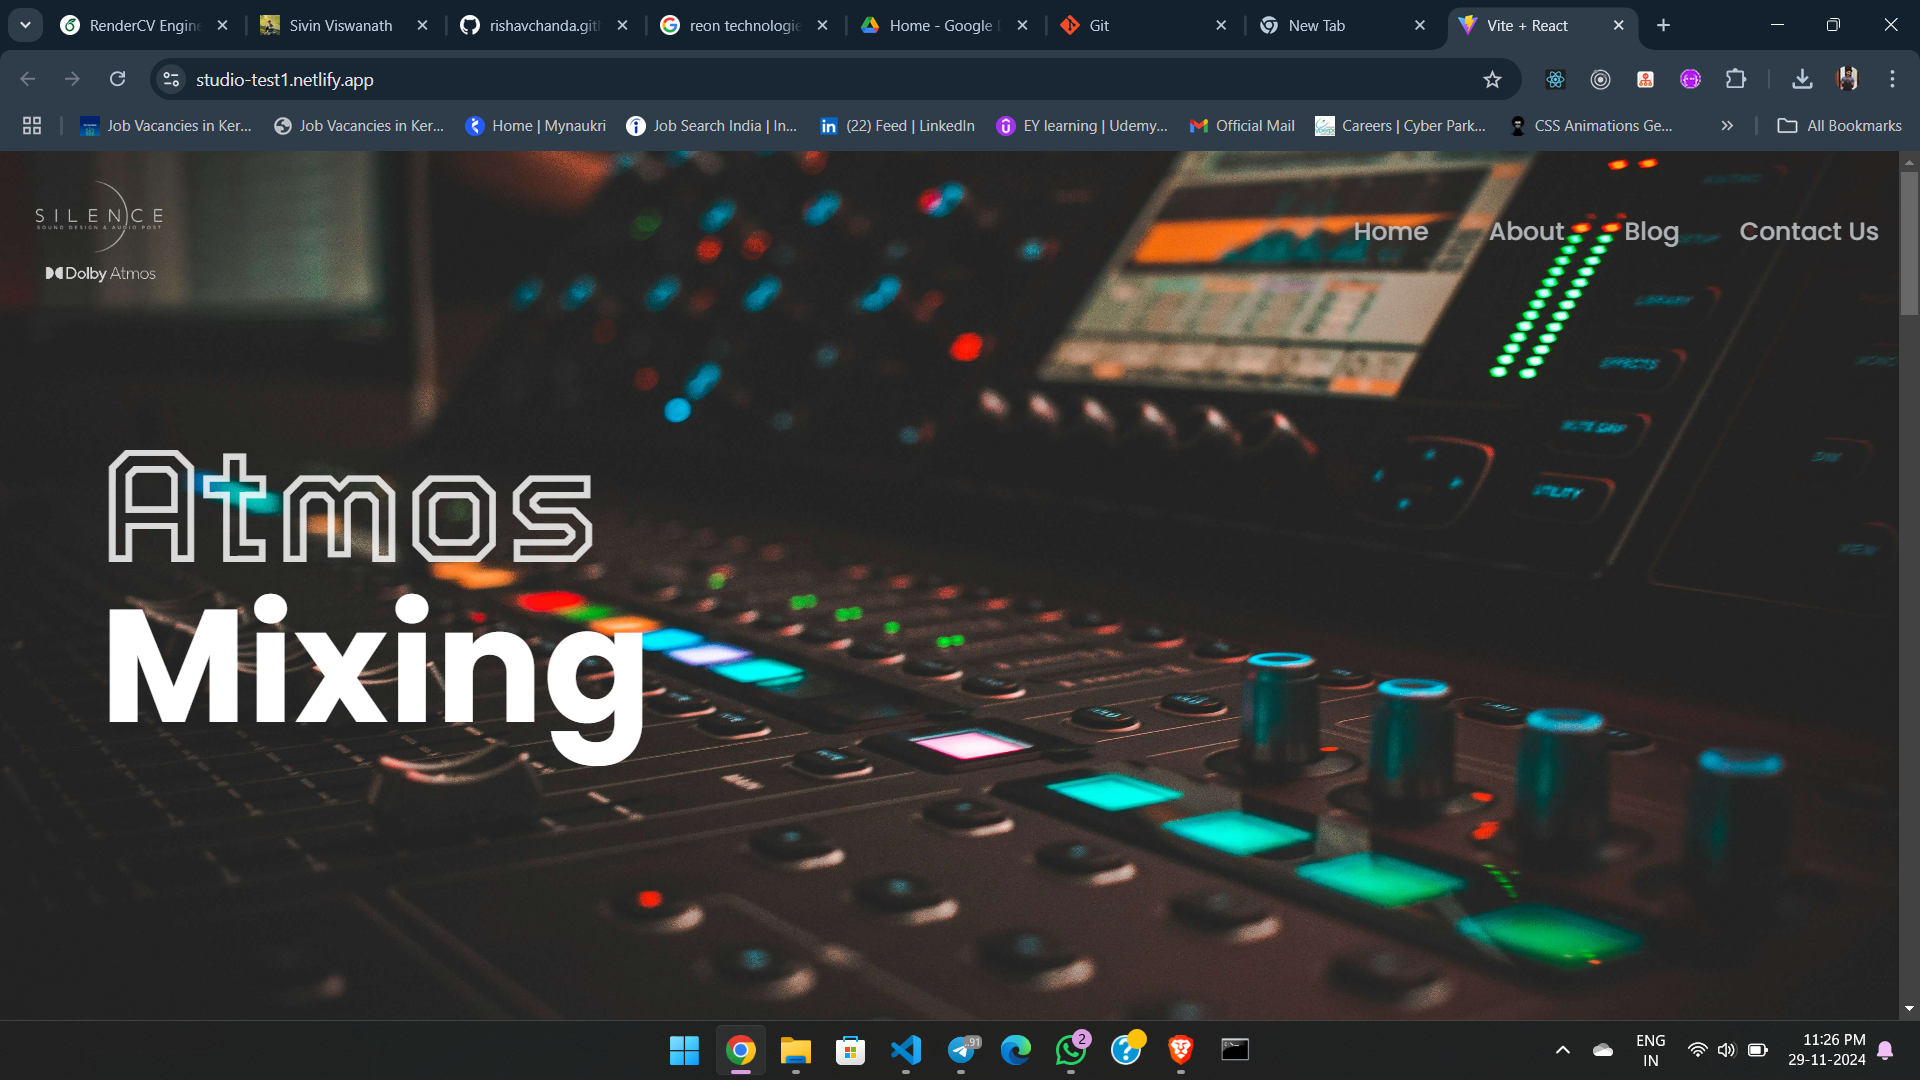 RenderCV Engine
Sivin Viswanath
rishavchanda.git
reon technologie
Home - Google D
Git
New Tab
Vite + React
studio-test1.netlify.app
Job Vacancies in Ker...
Job Vacancies in Ker...
Home | Mynaukri
Job Search India | In...
(22) Feed | LinkedIn
EY learning | Udemy...
Official Mail
Careers | Cyber Park...
CSS Animations Ge...
All Bookmarks
SILENCE
SOUND DESIGN & AUDIO POST
Dolby Atmos
Home
About
Blog
Contact Us
LIBRARY
EFFECTS
UTILITY
Atmos
Mixing
..91
2
ENG
IN
11:26 PM
29-11-2024